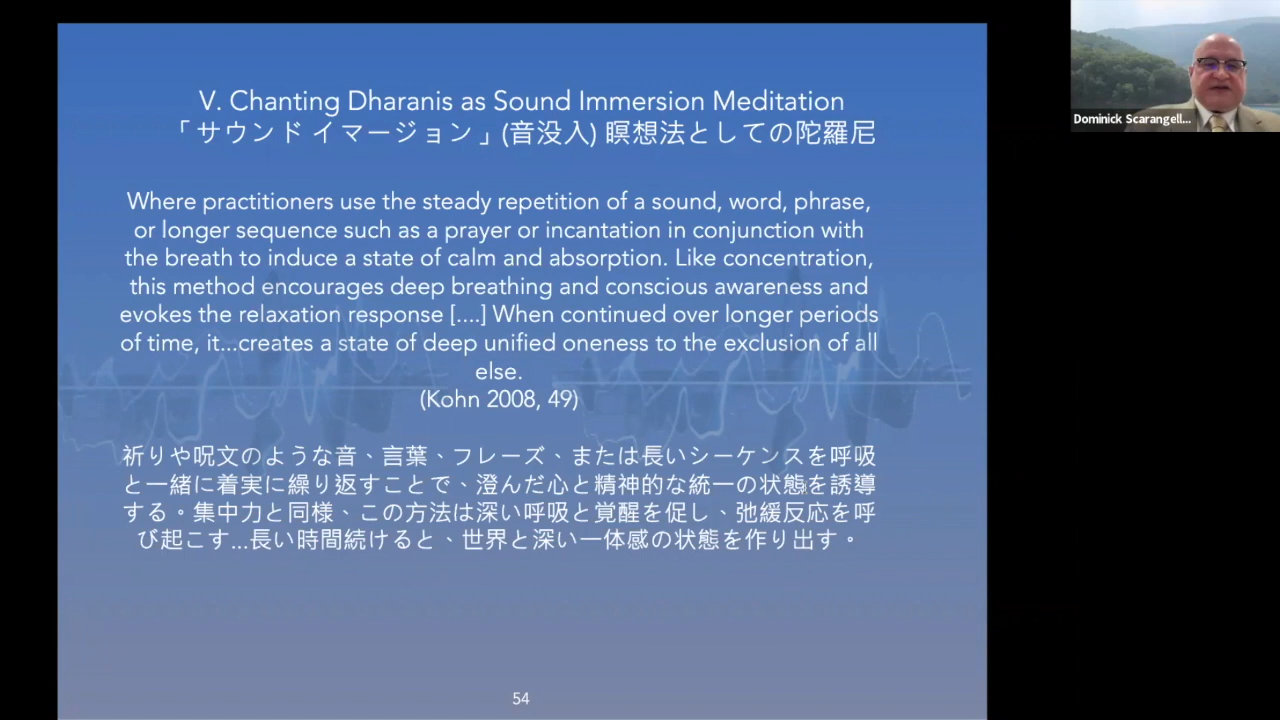 V. Chanting Dharanis as Sound Immersion Meditation
「サウンド イマージョン」(音没入) 瞑想法としての陀羅尼
Where practitioners use the steady repetition of a sound, word, phrase,
or longer sequence such as a prayer or incantation in conjunction with
the breath to induce a state of calm and absorption. Like concentration,
this method encourages deep breathing and conscious awareness and
evokes the relaxation response [....] When continued over longer periods
of time, it...creates a state of deep unified oneness to the exclusion of all
else.
(Kohn 2008, 49)
祈りや呪文のような音、言葉、フレーズ、または長いシーケンスを呼吸
と一緒に着実に繰り返すことで、澄んだ心と精神的な統一の状態を誘導
する。集中力と同様、この方法は深い呼吸と覚醒を促し、弛緩反応を呼
び起こす...長い時間続けると、世界と深い一体感の状態を作り出す。
54
Dominick Scarangell...